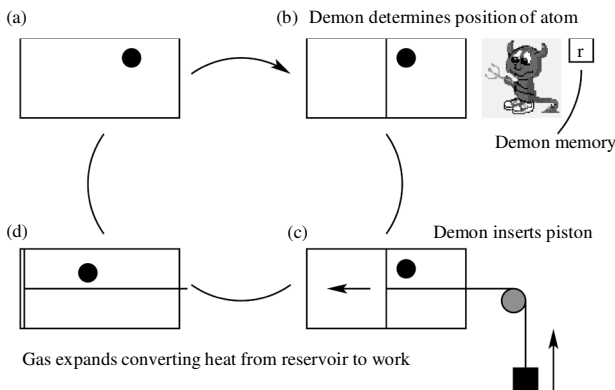 (a)
(b) Demon determines position of atom
r
Demon memory
(d)
(c)
Demon inserts piston
Gas expands converting heat from reservoir to work